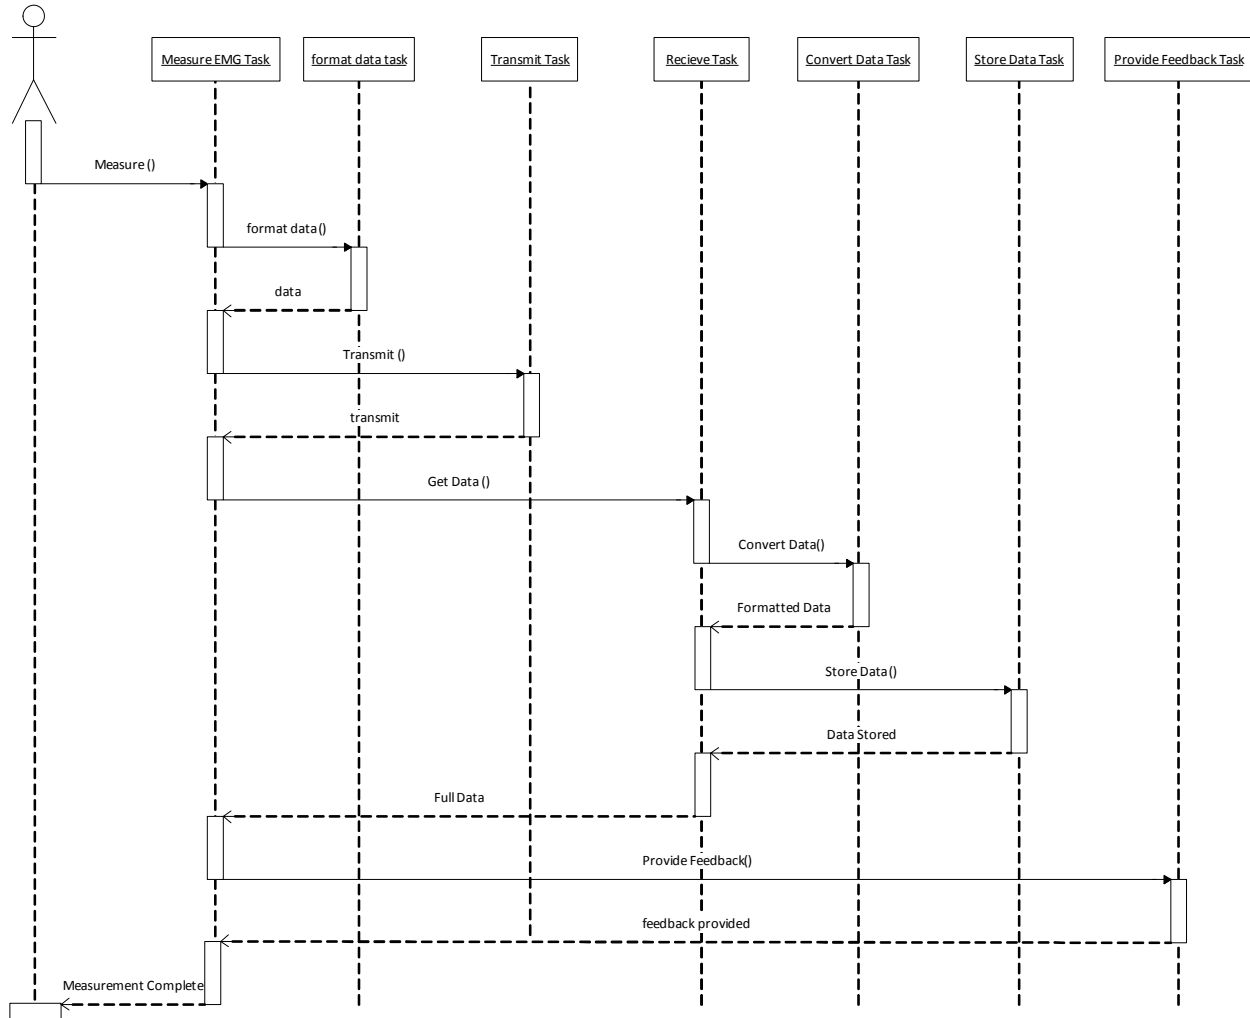 Measure EMG Task
format data task
Transmit Task
Recieve Task
Convert Data Task
Store Data Task
Provide Feedback Task
Measure ()
format data ()
data
Transmit ()
transmit
Get Data ()
Convert Data()
Formatted Data
Store Data ()
Data Stored
Full Data
Provide Feedback()
feedback provided
Measurement Complete